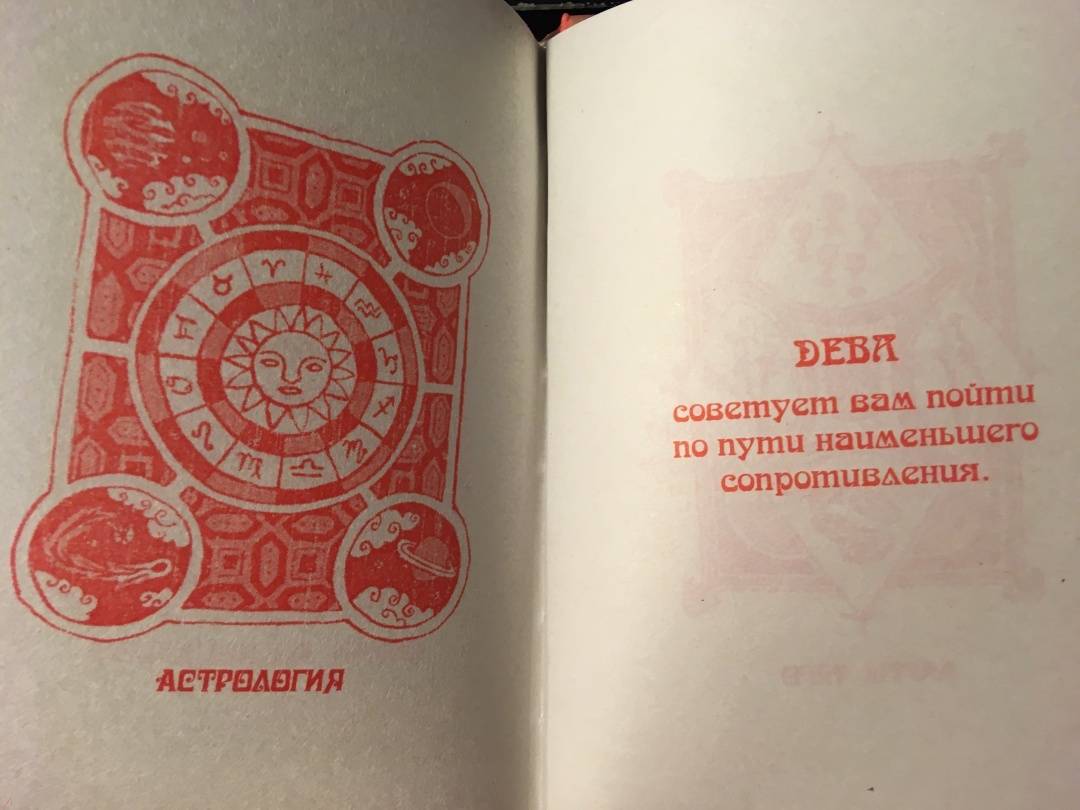 АСТРОЛОГИЯ
ДЕВА
советует вам пойти
по пути наименьшего
сопротивления.